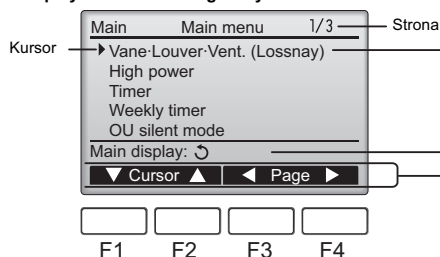 Main Main menu 1/3
Strona
Kursor
Vane·Louver·Vent. (Lossnay)
High power
Timer
Weekly timer
OU silent mode
Main display:
▼ Cursor ▲ ◀ Page ▶
F1 F2 F3 F4